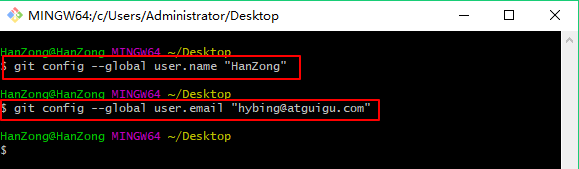 MINGW64:/c/Users/Administrator/Desktop
HanZong@HanZong MINGW64 ~/Desktop
$ git config --global user.name "HanZong"
HanZong@HanZong MINGW64 ~/Desktop
$ git config --global user.email "hybing@atguigu.com"
HanZong@HanZong MINGW64 ~/Desktop
$